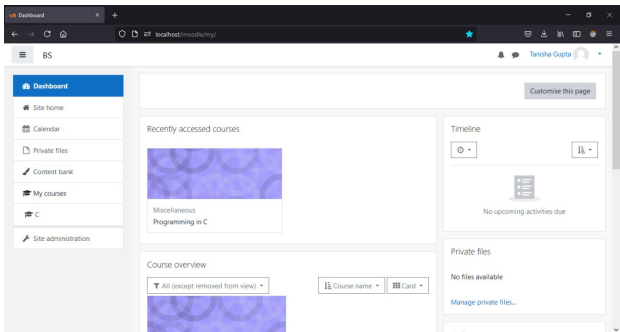 Dashboard
localhost/moodle/my/
BS
Tanisha Gupta
Dashboard
Site home
Calendar
Private files
Content bank
My courses
C
Site administration
Customise this page
Recently accessed courses
Miscellaneous
Programming in C
Course overview
All (except removed from view)
Course name
Card
Timeline
No upcoming activities due
Private files
No files available
Manage private files...